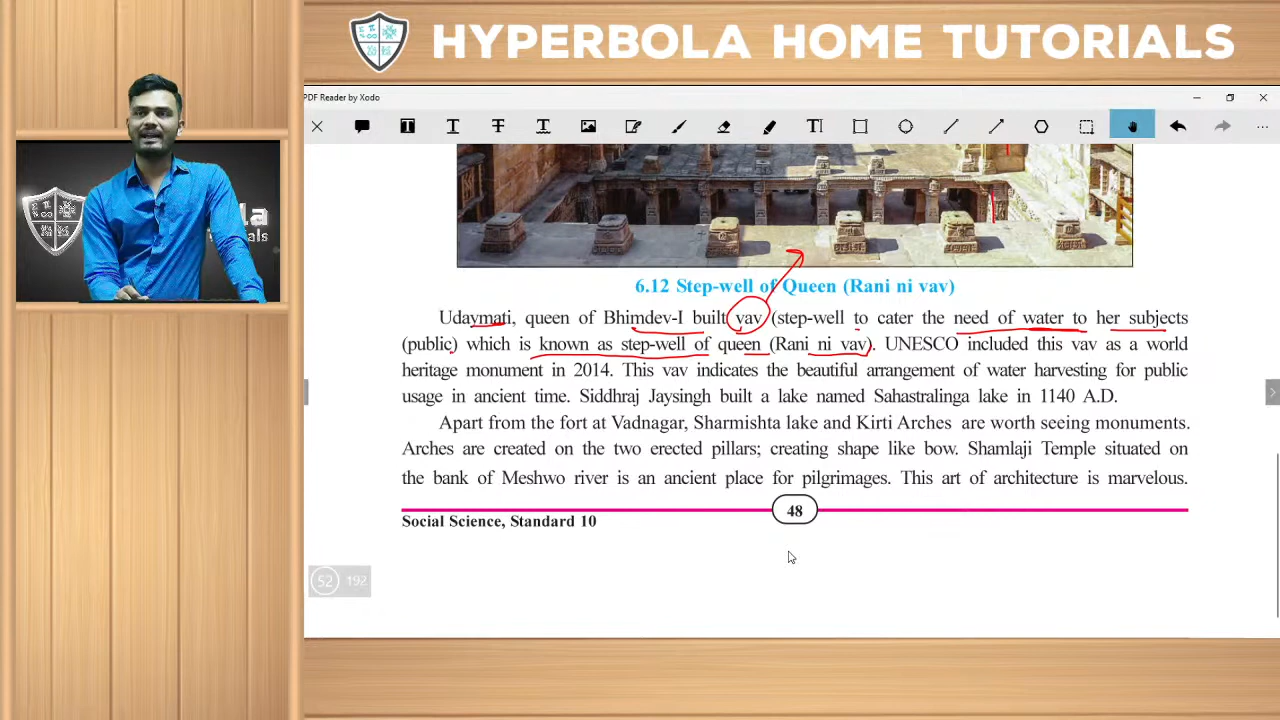 HYPERBOLA HOME TUTORIALS
PDF Reader by Xodo
6.12 Step-well of Queen (Rani ni vav)
Udaymati, queen of Bhimdev-I built vav (step-well to cater the need of water to her subjects
(public) which is known as step-well of queen (Rani ni vav). UNESCO included this vav as a world
heritage monument in 2014. This vav indicates the beautiful arrangement of water harvesting for public
usage in ancient time. Siddhraj Jaysingh built a lake named Sahastralinga lake in 1140 A.D.
Apart from the fort at Vadnagar, Sharmishta lake and Kirti Arches are worth seeing monuments.
Arches are created on the two erected pillars; creating shape like bow. Shamlaji Temple situated on
the bank of Meshwo river is an ancient place for pilgrimages. This art of architecture is marvelous.
48
Social Science, Standard 10
52 192